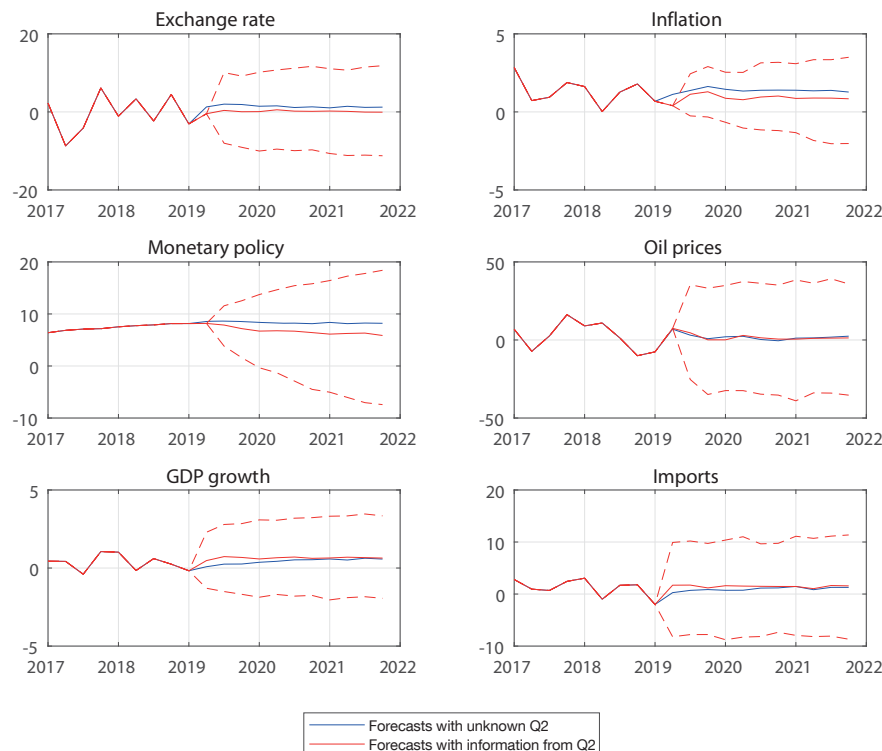 Exchange rate
20
0
-20
2017 2018 2019 2020 2021 2022
Inflation
5
0
-5
2017 2018 2019 2020 2021 2022
Monetary policy
20
10
0
-10
2017 2018 2019 2020 2021 2022
Oil prices
50
0
-50
2017 2018 2019 2020 2021 2022
GDP growth
5
0
-5
2017 2018 2019 2020 2021 2022
Imports
20
10
0
-10
2017 2018 2019 2020 2021 2022
Forecasts with unknown Q2
Forecasts with information from Q2